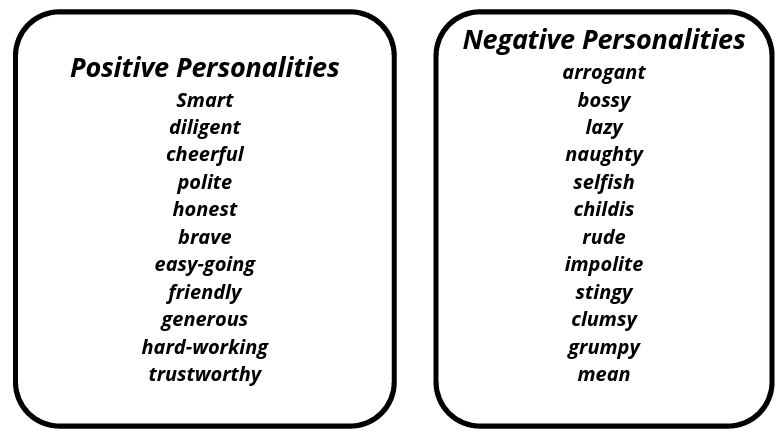 Positive Personalities
Smart
diligent
cheerful
polite
honest
brave
easy-going
friendly
generous
hard-working
trustworthy
Negative Personalities
arrogant
bossy
lazy
naughty
selfish
childis
rude
impolite
stingy
clumsy
grumpy
mean